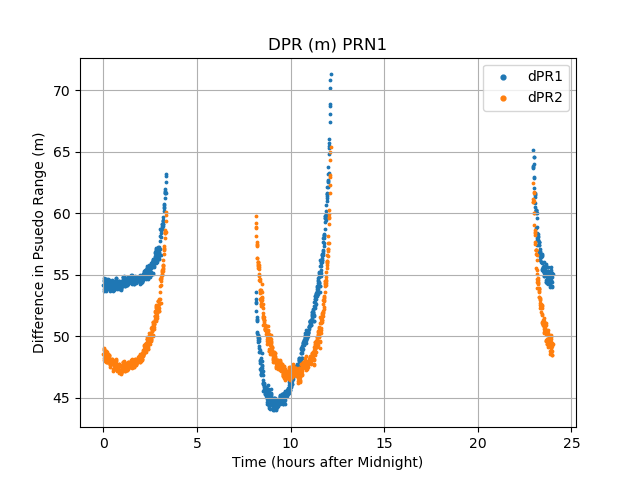 DPR (m) PRN1
dPR1
dPR2
Difference in Psuedo Range (m)
70
65
60
55
50
45
0 5 10 15 20 25
Time (hours after Midnight)